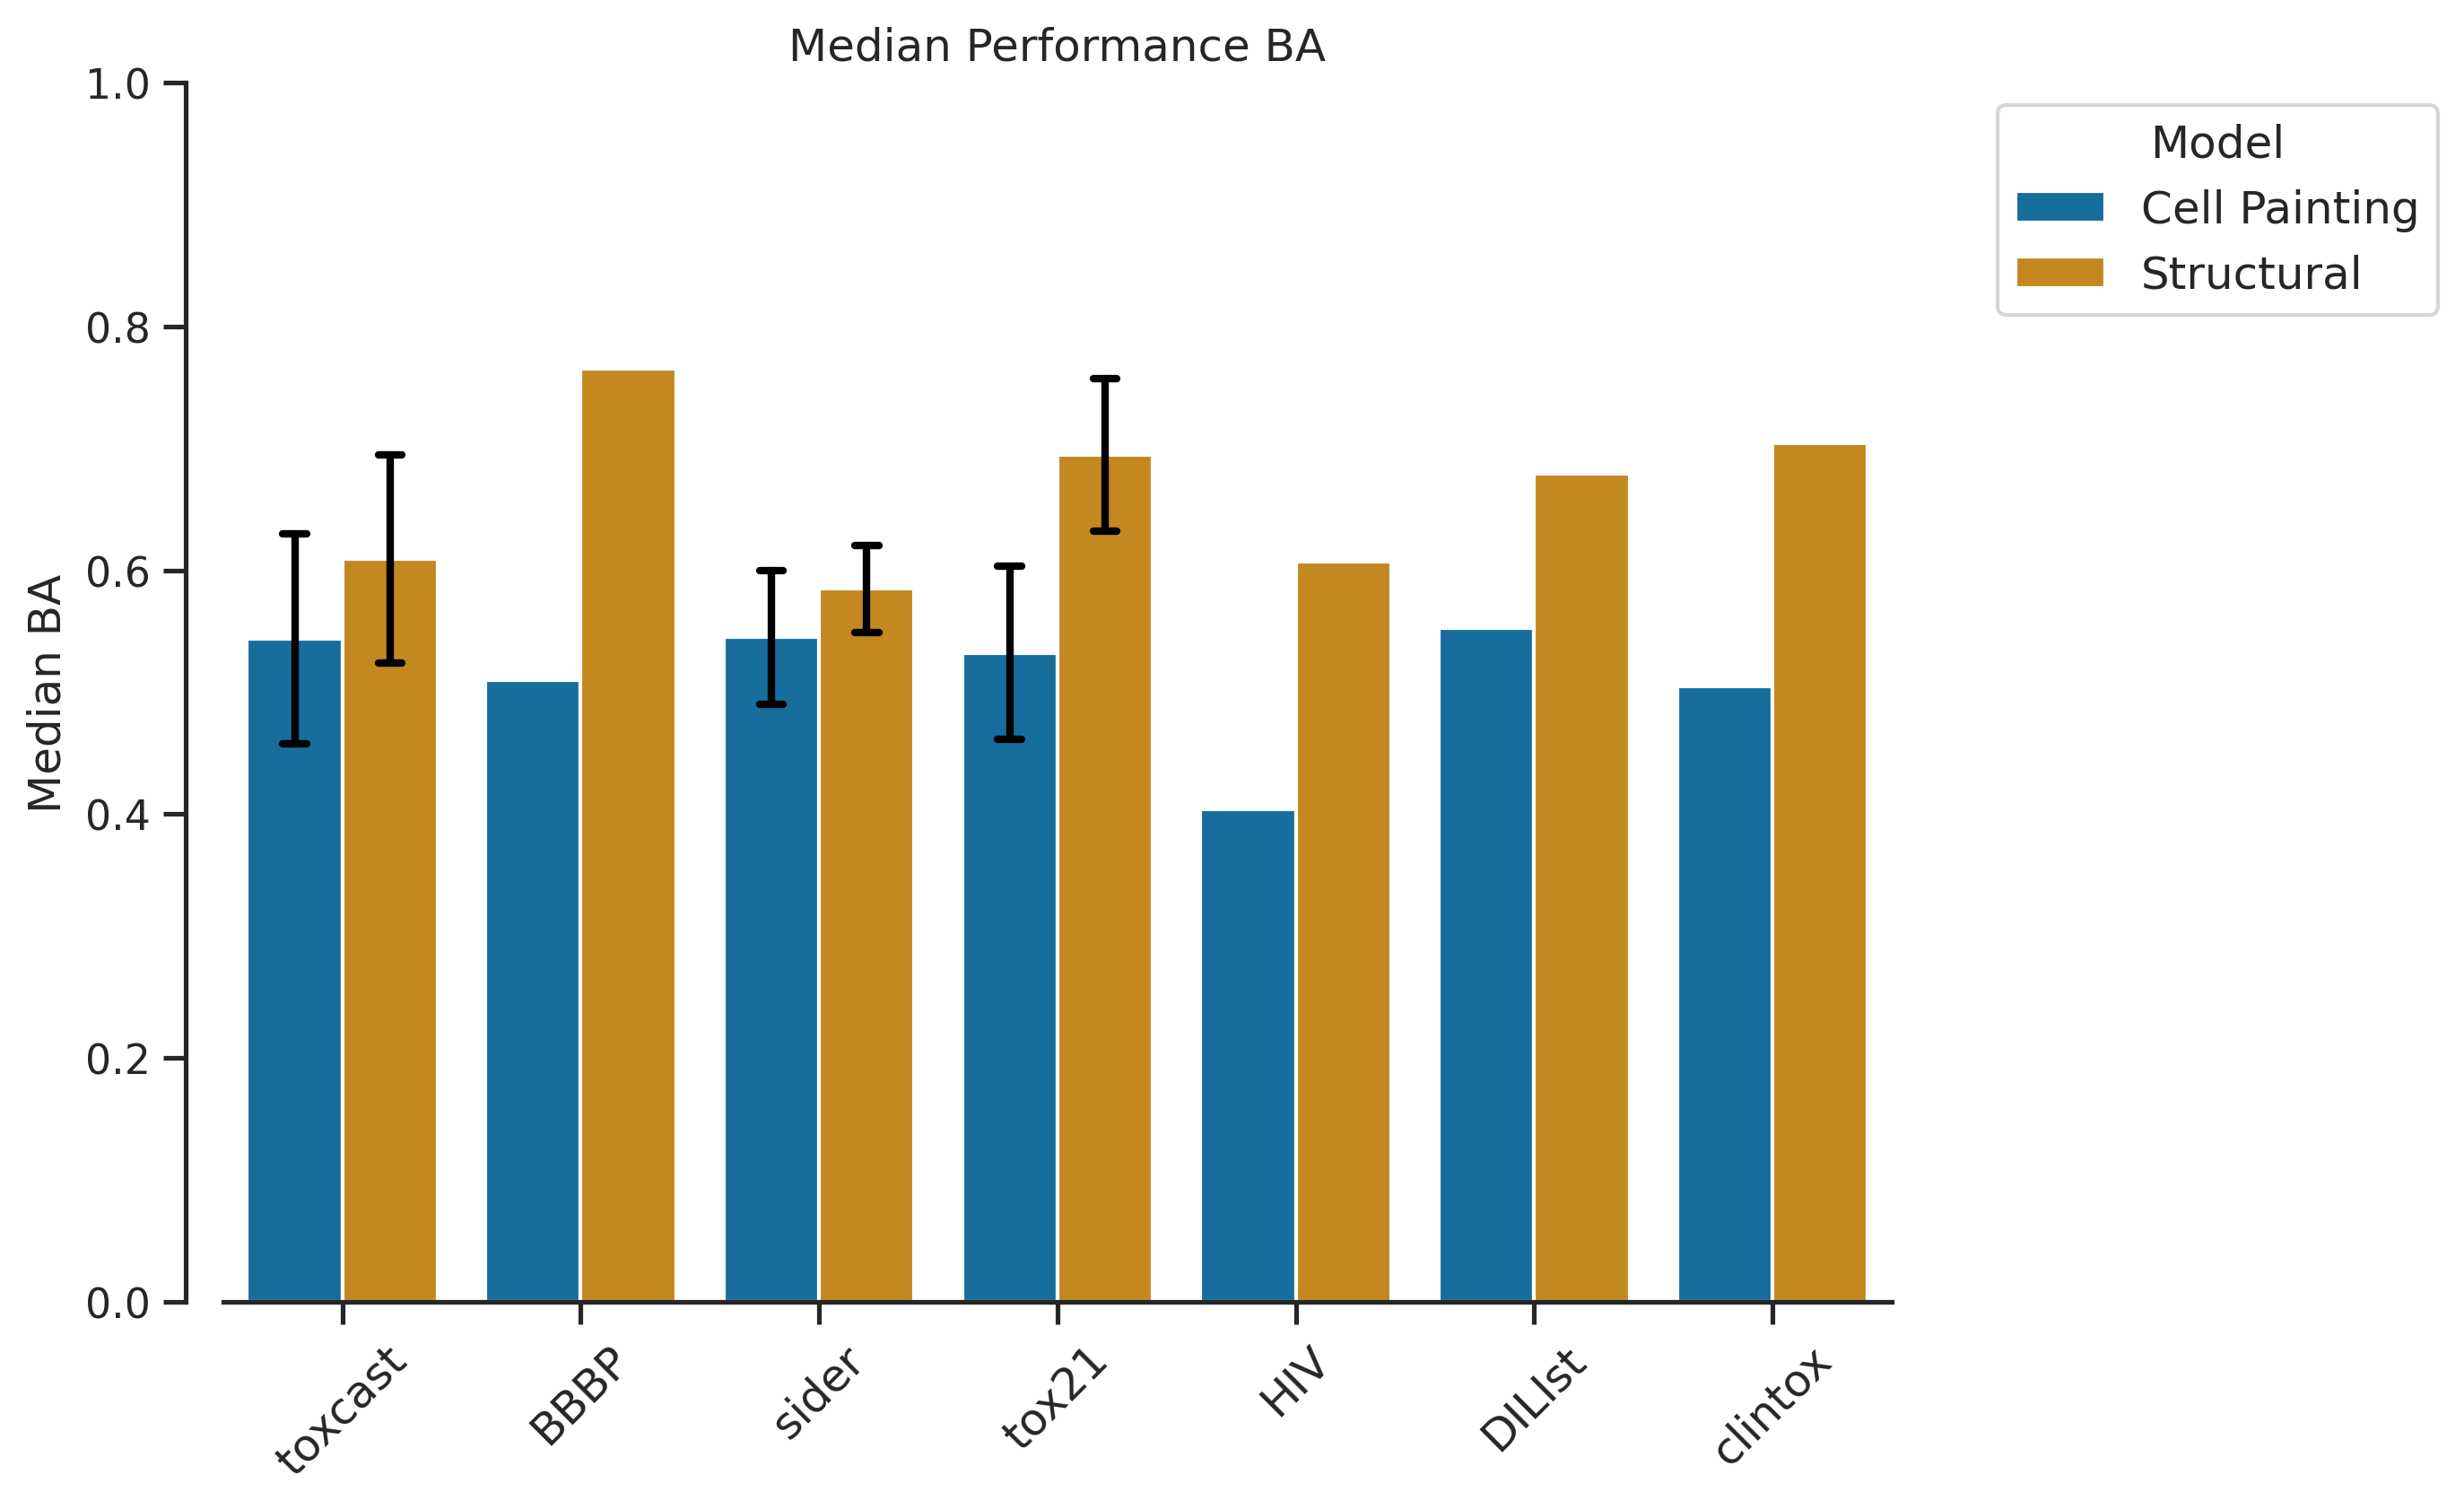 Median Performance BA
1.0
0.8
0.6
0.4
0.2
0.0
Median BA
toxcast
BBBP
sider
tox21
HIV
DILIst
clintox
Model
Cell Painting
Structural